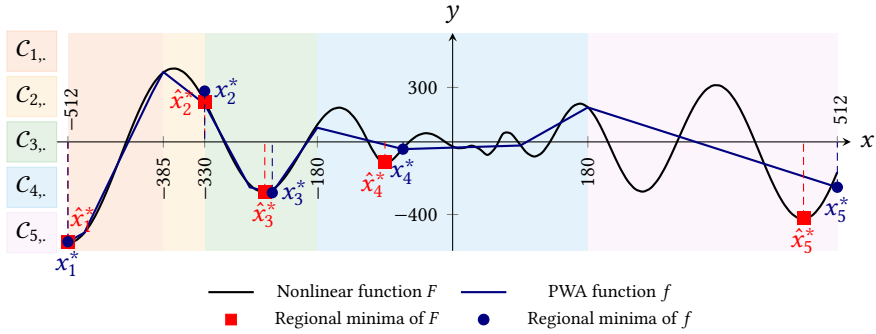 y
𝒞₁,.
𝒞₂,.
𝒞₃,.
𝒞₄,.
𝒞₅,.
300
−400
x
−512
−385
−330
−180
180
512
x̂₁*
x₁*
x̂₂*
x₂*
x̂₃*
x₃*
x̂₄*
x₄*
x̂₅*
x₅*
Nonlinear function F
PWA function f
Regional minima of F
Regional minima of f